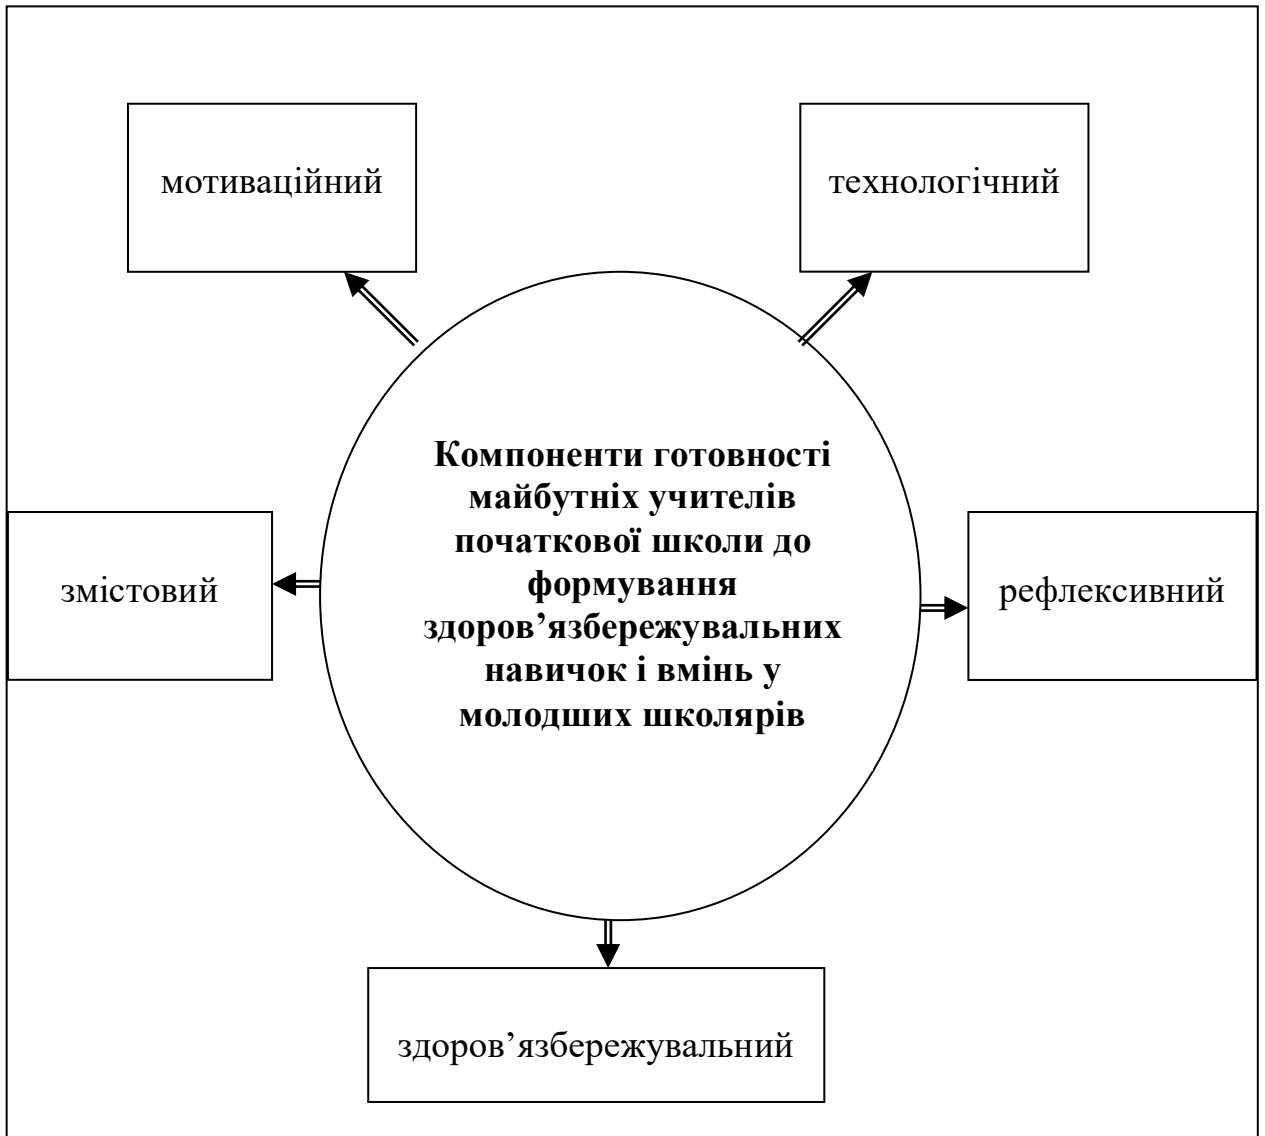 мотиваційний
технологічний
Компоненти готовності
майбутніх учителів
початкової школи до
формування
здоров’язбережувальних
навичок і вмінь у
молодших школярів
змістовий
рефлексивний
здоров’язбережувальний